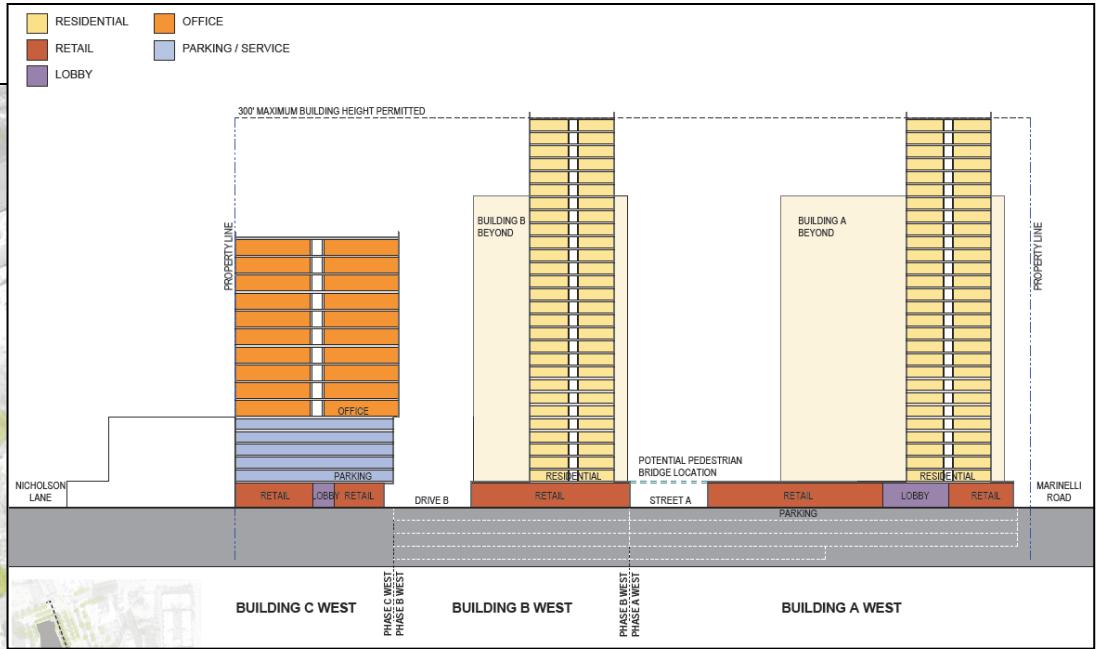 RESIDENTIAL
OFFICE
RETAIL
PARKING / SERVICE
LOBBY
300' MAXIMUM BUILDING HEIGHT PERMITTED
PROPERTY LINE
BUILDING B
BEYOND
BUILDING A
BEYOND
PROPERTY LINE
OFFICE
POTENTIAL PEDESTRIAN
BRIDGE LOCATION
PARKING
RESIDENTIAL
RESIDENTIAL
NICHOLSON
LANE
RETAIL
LOBBY
RETAIL
DRIVE B
RETAIL
STREET A
RETAIL
LOBBY
RETAIL
MARINELLI
ROAD
PARKING
PHASE C WEST
PHASE B WEST
PHASE B WEST
PHASE A WEST
BUILDING C WEST
BUILDING B WEST
BUILDING A WEST